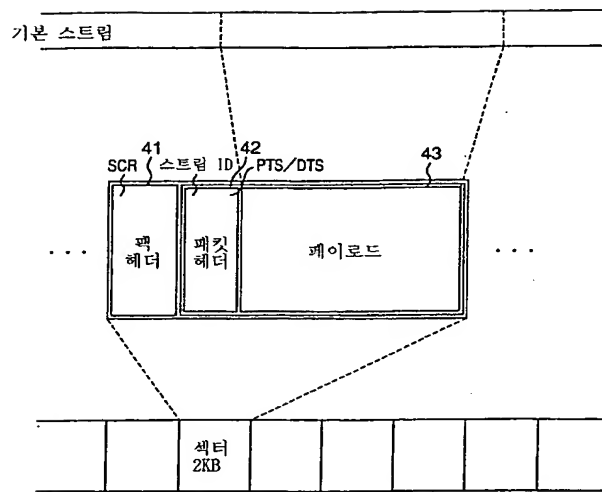 기본 스트림
41 42 43
SCR 스트림 ID PTS/DTS
팩 헤더
패킷 헤더
페이로드
. . .
. . .
섹터
2KB